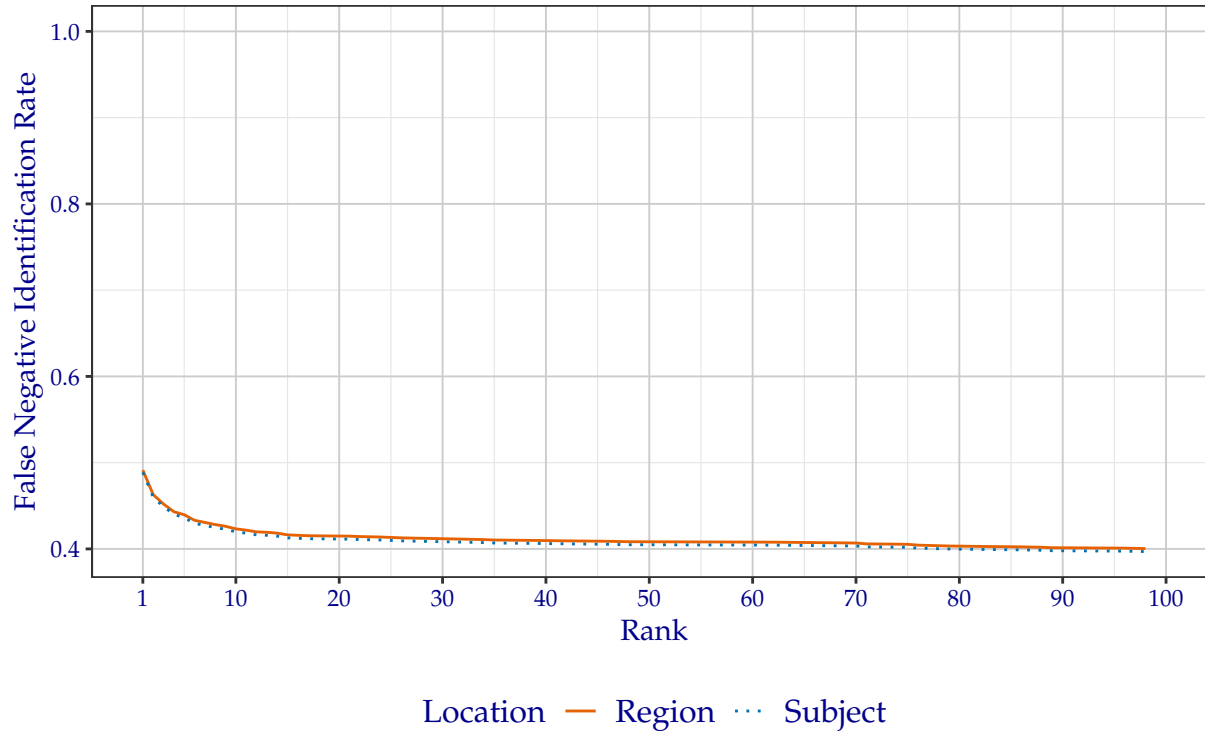 False Negative Identification Rate
1.0
0.8
0.6
0.4
1 10 20 30 40 50 60 70 80 90 100
Rank
Location Region Subject